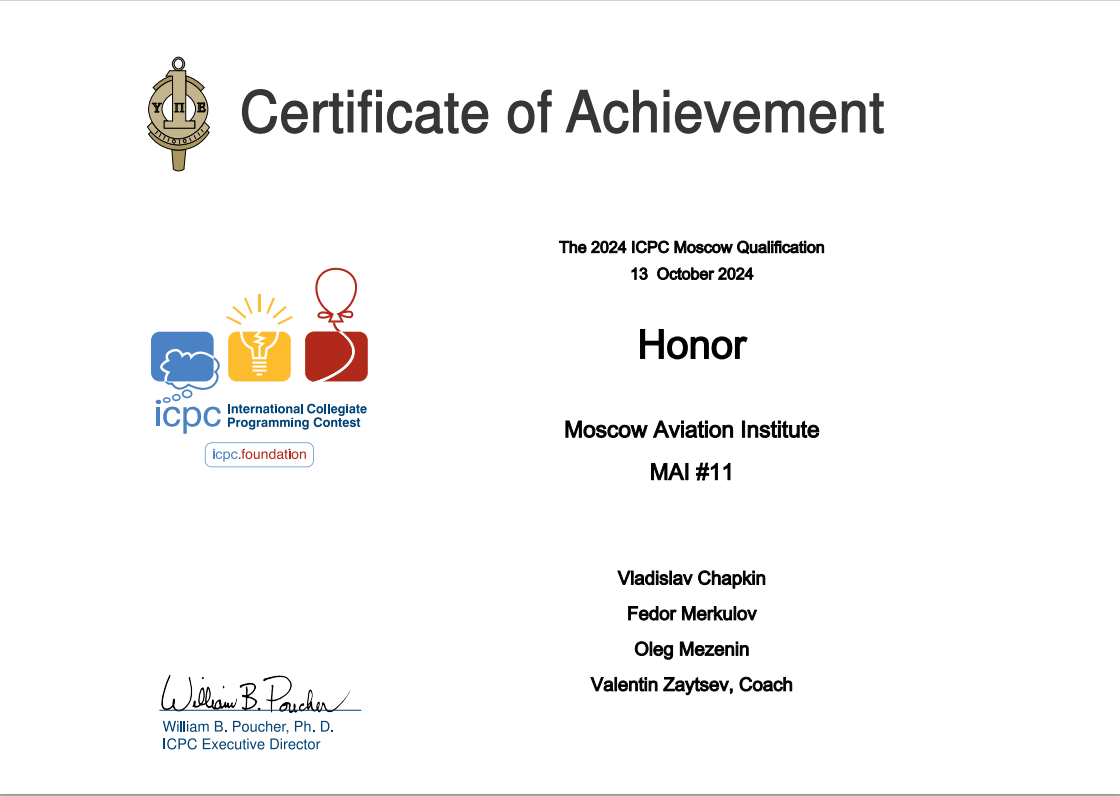 Υ Π Ε
Certificate of Achievement
The 2024 ICPC Moscow Qualification
13 October 2024
Honor
Moscow Aviation Institute
MAI #11
icpc International Collegiate
Programming Contest
icpc.foundation
Vladislav Chapkin
Fedor Merkulov
Oleg Mezenin
Valentin Zaytsev, Coach
William B. Poucher
William B. Poucher, Ph. D.
ICPC Executive Director